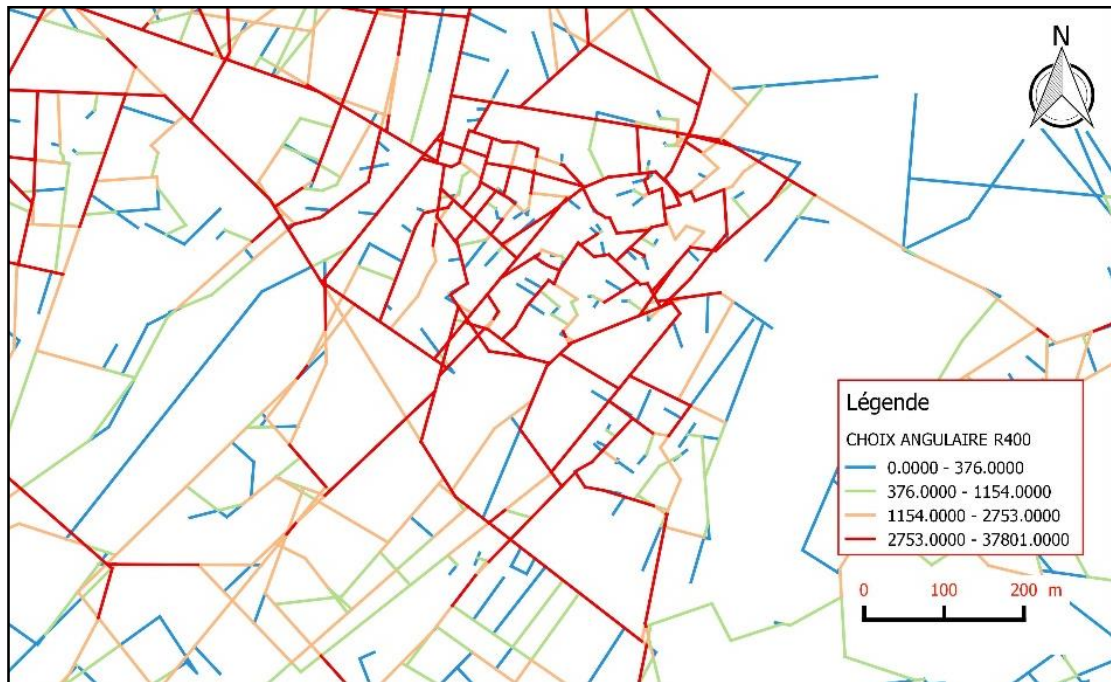 N
Légende
CHOIX ANGULAIRE R400
0.0000 - 376.0000
376.0000 - 1154.0000
1154.0000 - 2753.0000
2753.0000 - 37801.0000
0 100 200 m